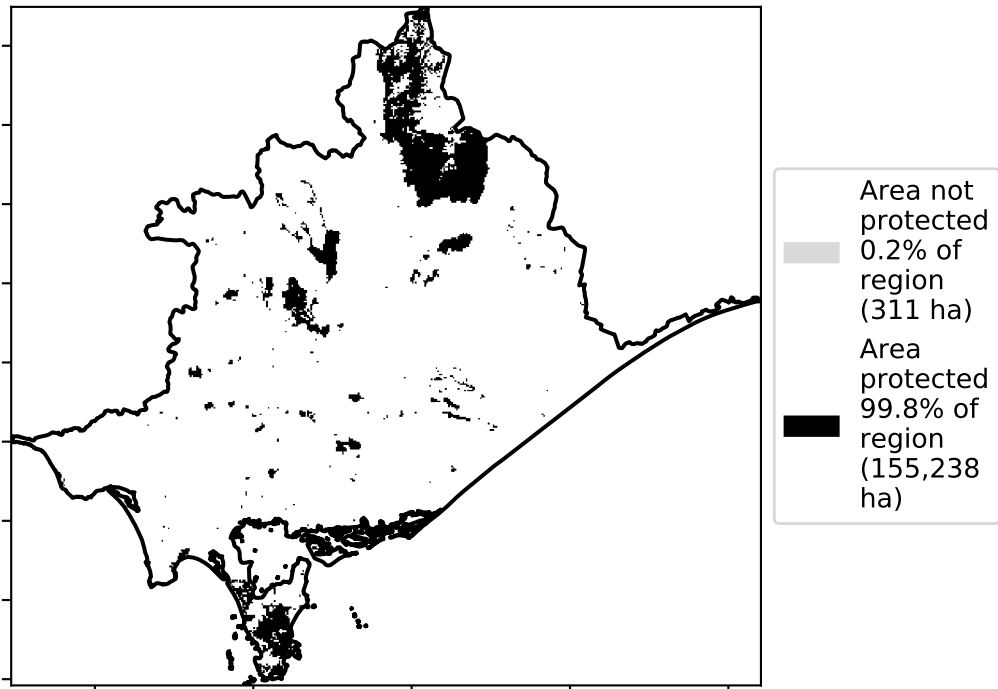 Area not
protected
0.2% of
region
(311 ha)
Area
protected
99.8% of
region
(155,238
ha)